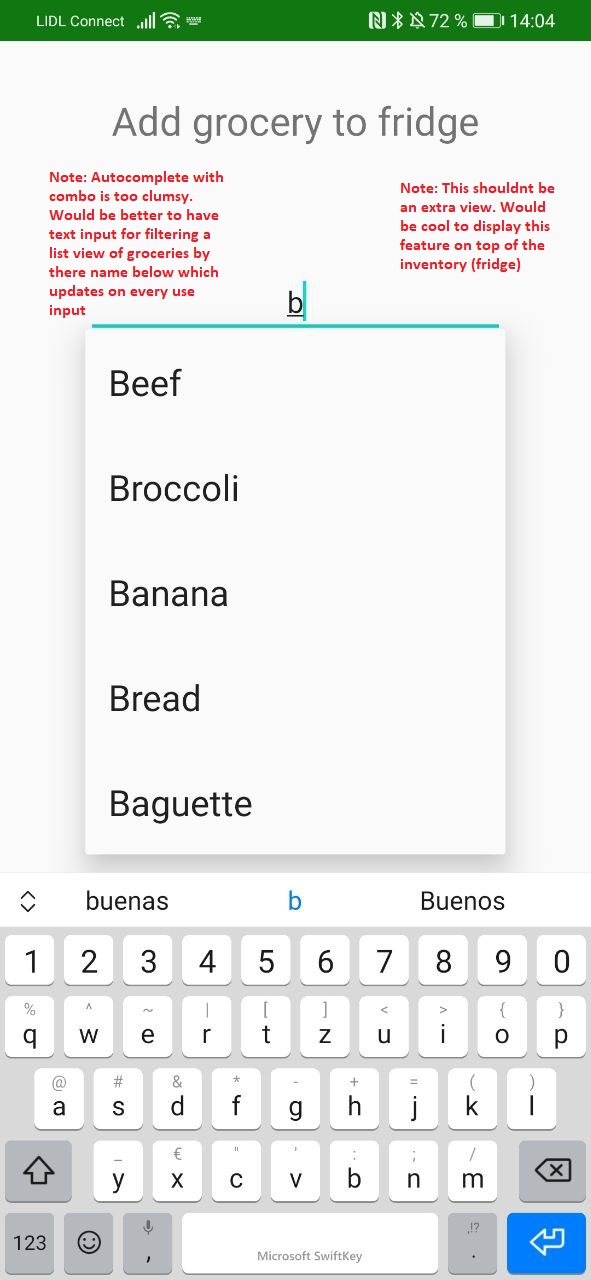 LIDL Connect 72 % 14:04
Add grocery to fridge
Note: Autocomplete with
combo is too clumsy.
Would be better to have
text input for filtering a
list view of groceries by
there name below which
updates on every use
input
Note: This shouldnt be
an extra view. Would
be cool to display this
feature on top of the
inventory (fridge)
b
Beef
Broccoli
Banana
Bread
Baguette
buenas b Buenos
1 2 3 4 5 6 7 8 9 0
% ^ ~ | [ ] < > { }
q w e r t z u i o p
@ # & * - + = ( )
a s d f g h j k l
_ € " ' : ; /
y x c v b n m
123 , Microsoft SwiftKey ,!? .